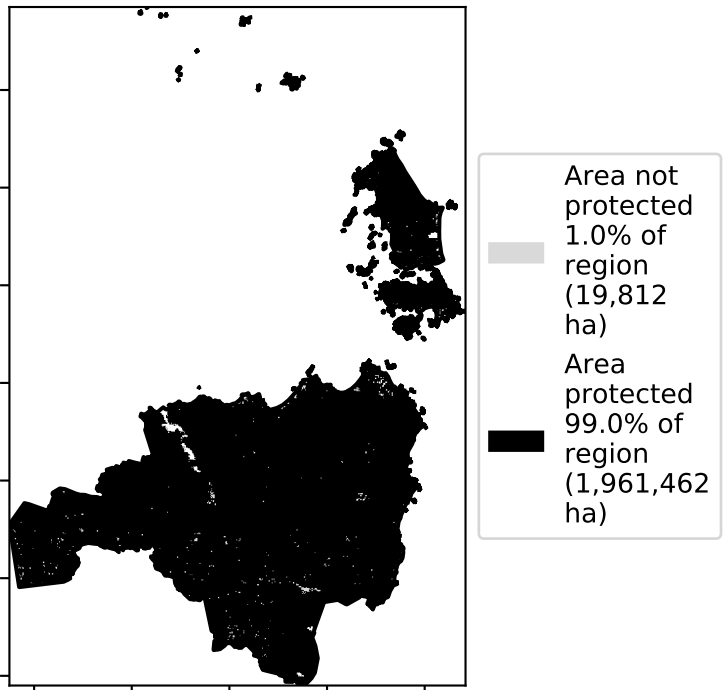 Area not
protected
1.0% of
region
(19,812
ha)
Area
protected
99.0% of
region
(1,961,462
ha)